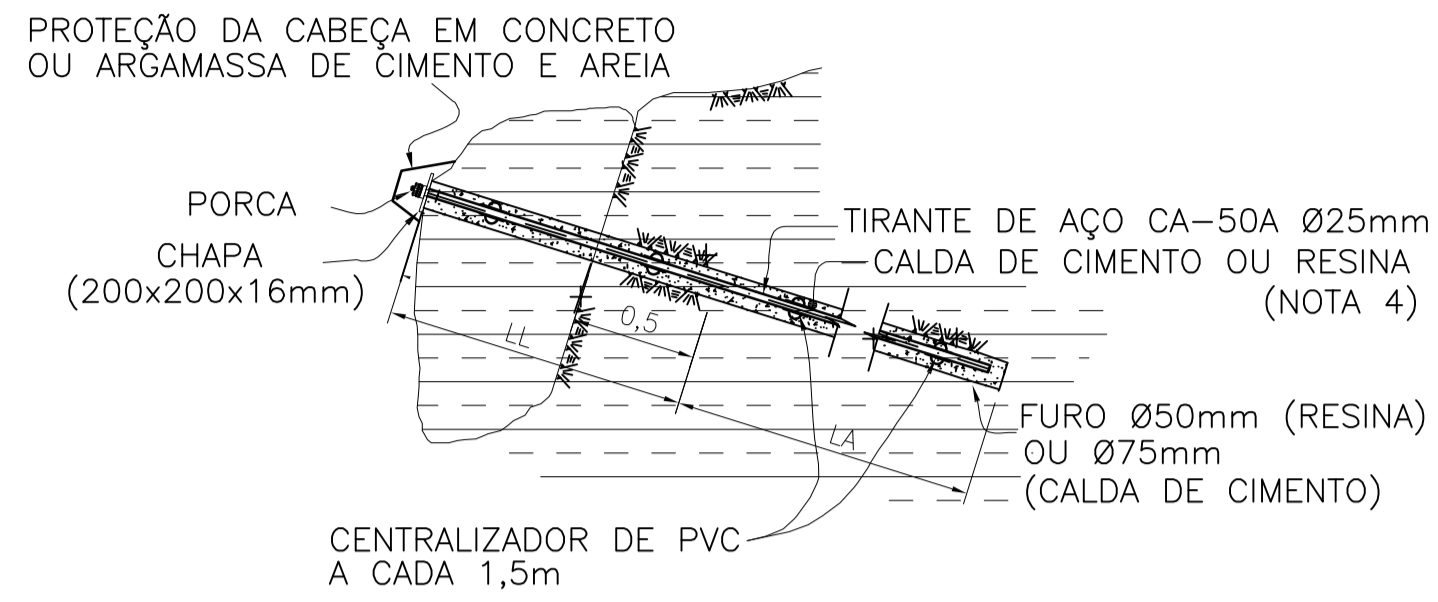 PROTEÇÃO DA CABEÇA EM CONCRETO
OU ARGAMASSA DE CIMENTO E AREIA
PORCA
CHAPA
(200x200x16mm)
TIRANTE DE AÇO CA-50A Ø25mm
CALDA DE CIMENTO OU RESINA
(NOTA 4)
0,5
LL
LA
FURO Ø50mm (RESINA)
OU Ø75mm
(CALDA DE CIMENTO)
CENTRALIZADOR DE PVC
A CADA 1,5m